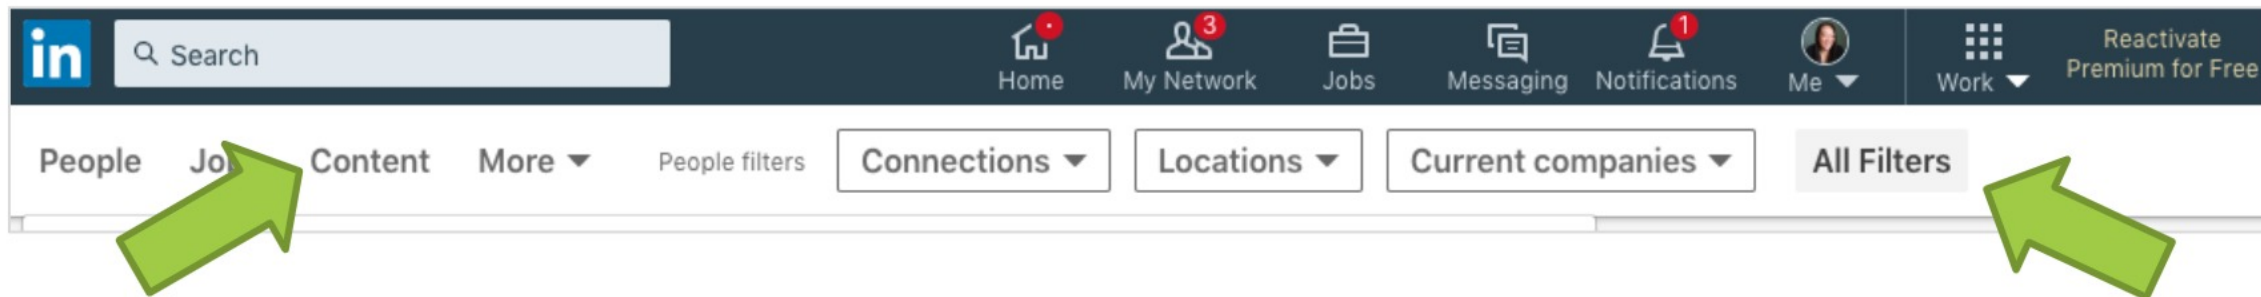 in
Search
3
1
Home
My Network
Jobs
Messaging
Notifications
Me
Work
Reactivate
Premium for Free
People
Content
More
People filters
Connections
Locations
Current companies
All Filters